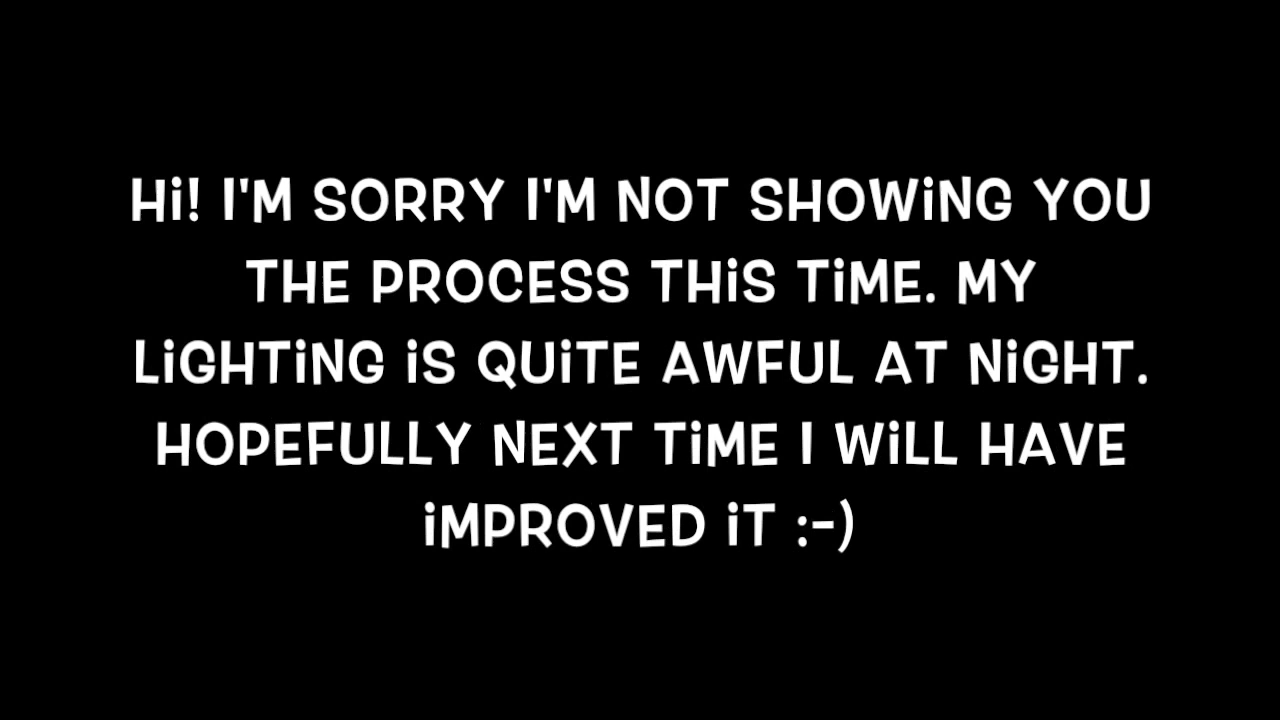 Hi! I'M SORRY I'M NOT SHOWiNG YOU
THE PROCESS THiS TiME. MY
LiGHTiNG iS QUiTE AWFUL AT NiGHT.
HOPEFULLY NEXT TiME I WiLL HAVE
iMPROVED iT :-)